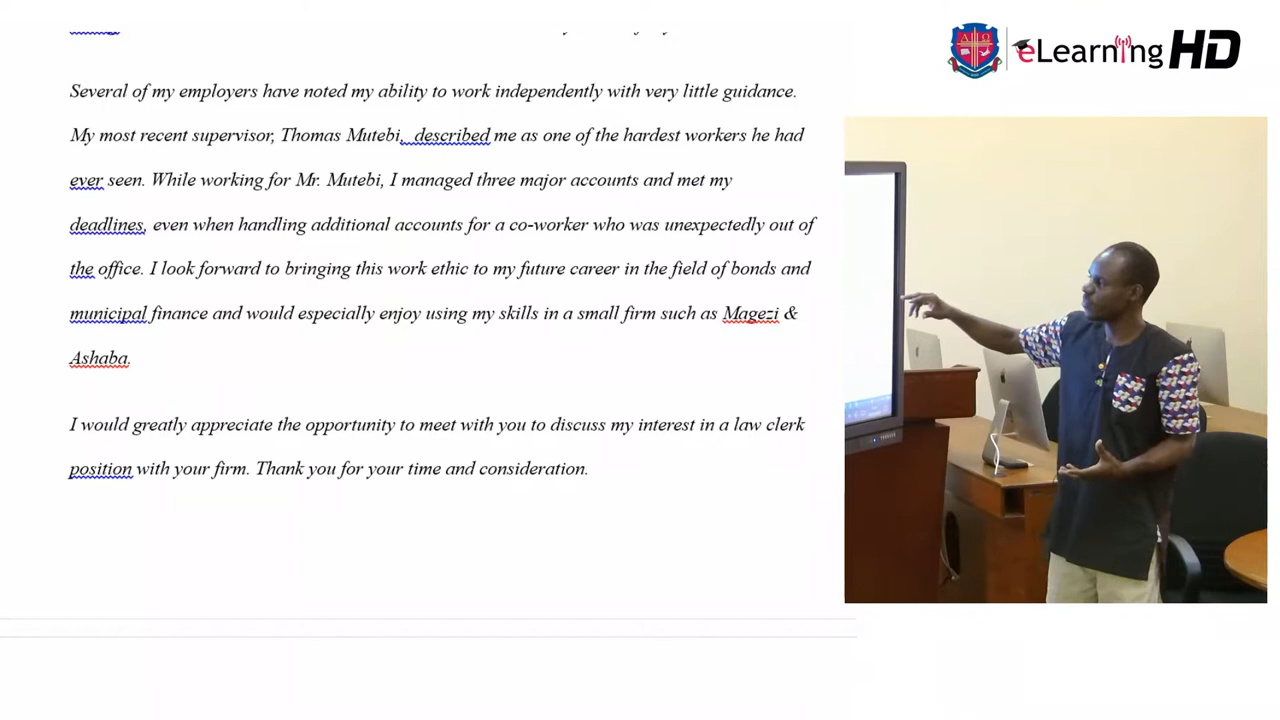 eLearning HD
Several of my employers have noted my ability to work independently with very little guidance.
My most recent supervisor, Thomas Mutebi,  described me as one of the hardest workers he had
ever seen. While working for Mr. Mutebi, I managed three major accounts and met my
deadlines, even when handling additional accounts for a co-worker who was unexpectedly out of
the office. I look forward to bringing this work ethic to my future career in the field of bonds and
municipal finance and would especially enjoy using my skills in a small firm such as Magezi &
Ashaba.
I would greatly appreciate the opportunity to meet with you to discuss my interest in a law clerk
position with your firm. Thank you for your time and consideration.